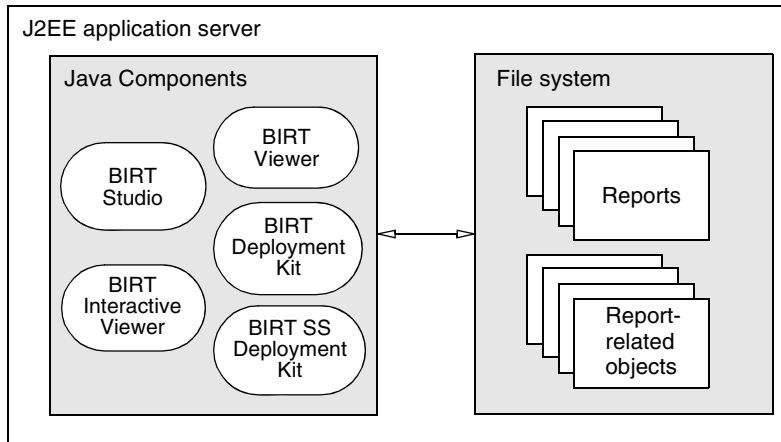 J2EE application server
Java Components
BIRT
Studio
BIRT
Viewer
BIRT
Deployment
Kit
BIRT
Interactive
Viewer
BIRT SS
Deployment
Kit
File system
Reports
Report-
related
objects